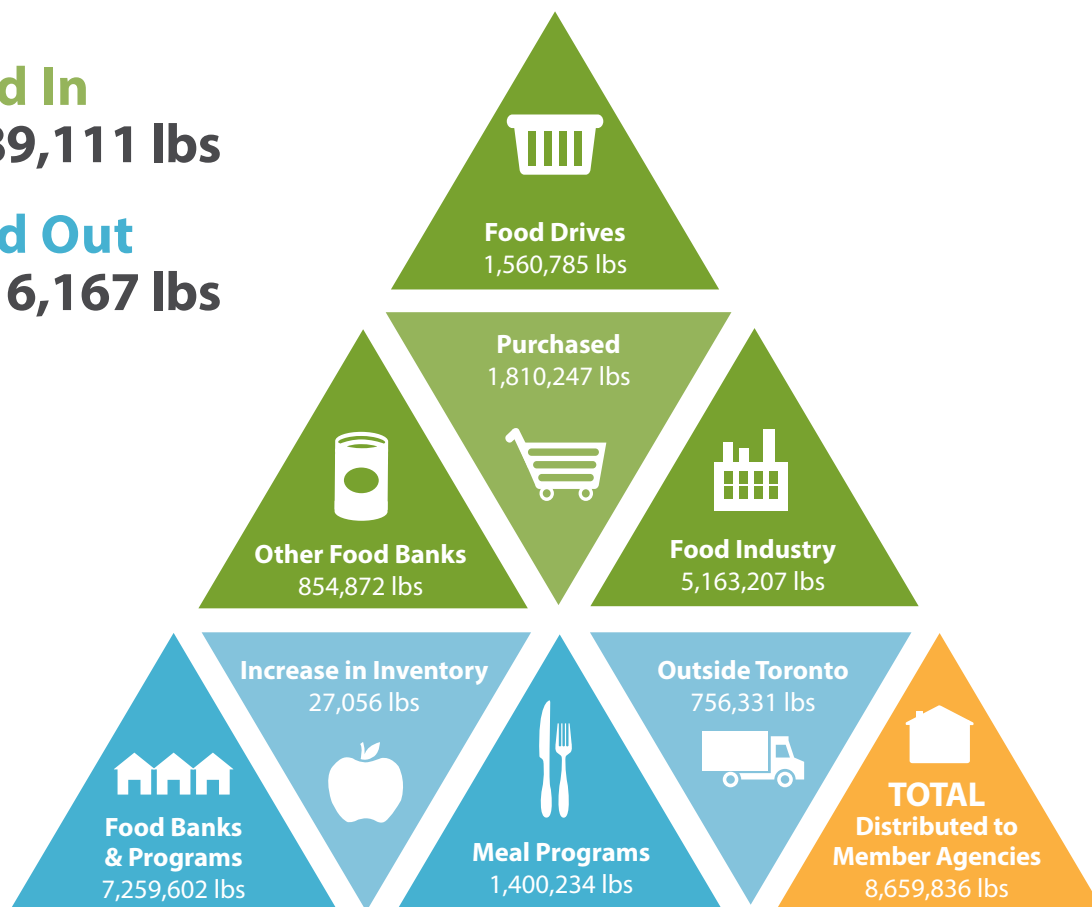 d In
39,111 lbs
d Out
16,167 lbs
Food Drives
1,560,785 lbs
Purchased
1,810,247 lbs
Other Food Banks
854,872 lbs
Food Industry
5,163,207 lbs
Increase in Inventory
27,056 lbs
Outside Toronto
756,331 lbs
Food Banks
& Programs
7,259,602 lbs
Meal Programs
1,400,234 lbs
TOTAL
Distributed to
Member Agencies
8,659,836 lbs